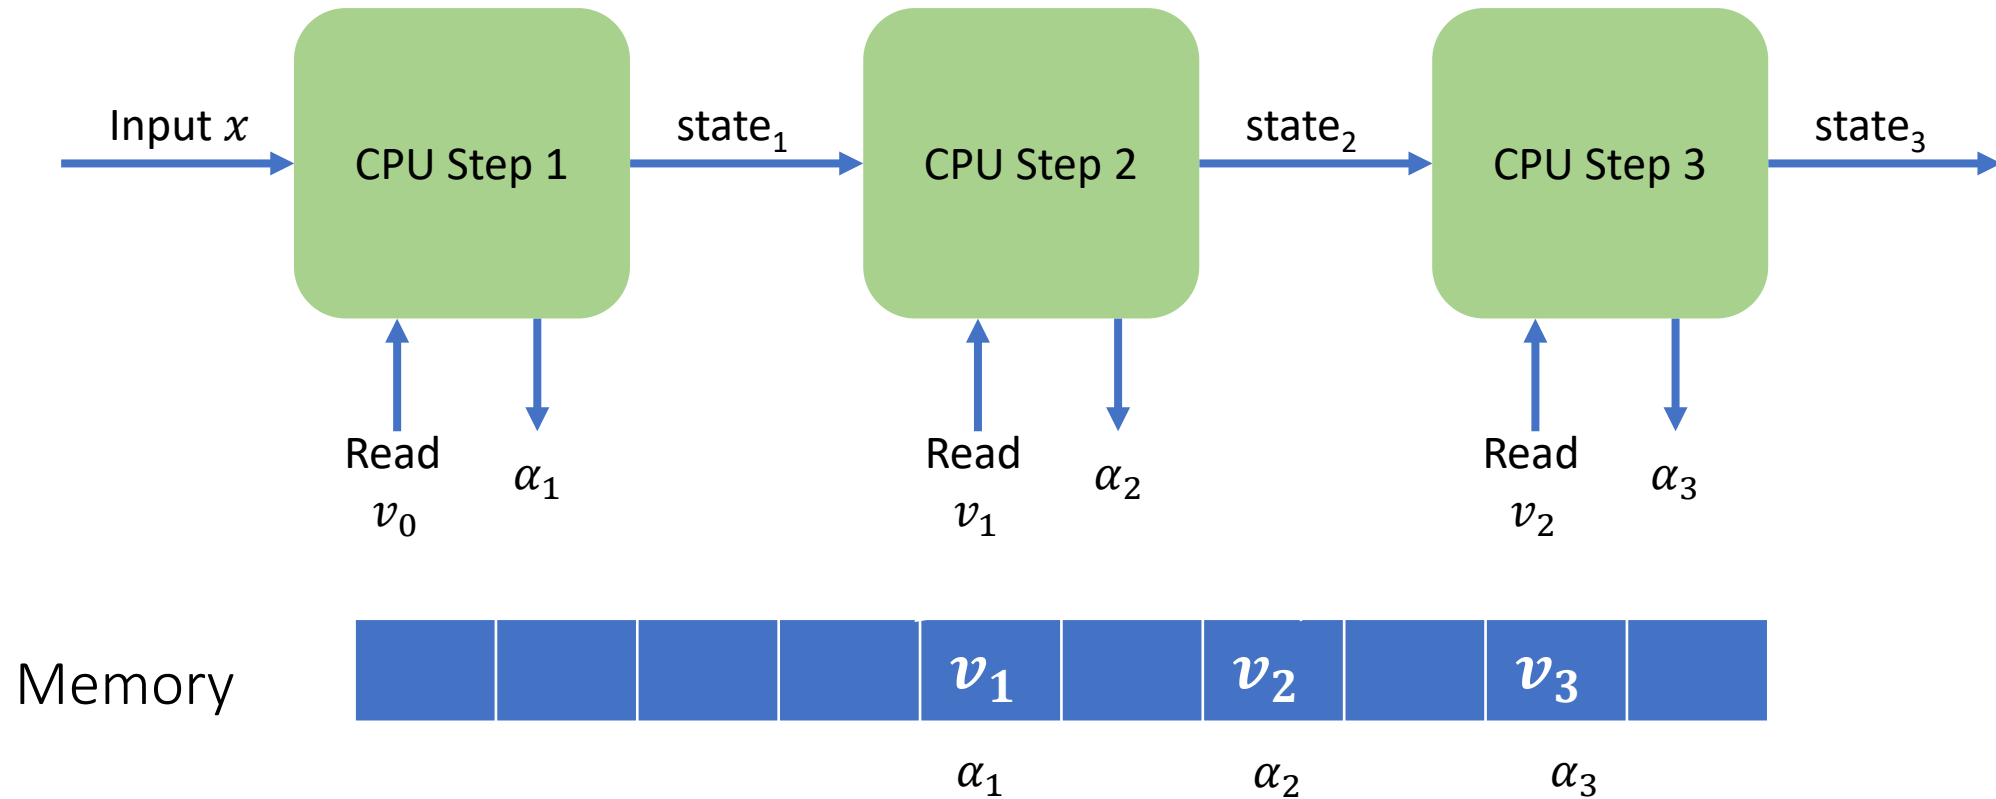 Input 𝑥
CPU Step 1
state₁
CPU Step 2
state₂
CPU Step 3
state₃
Read
𝑣₀
𝛼₁
Read
𝑣₁
𝛼₂
Read
𝑣₂
𝛼₃
Memory
𝒗₁
𝒗₂
𝒗₃
𝛼₁
𝛼₂
𝛼₃